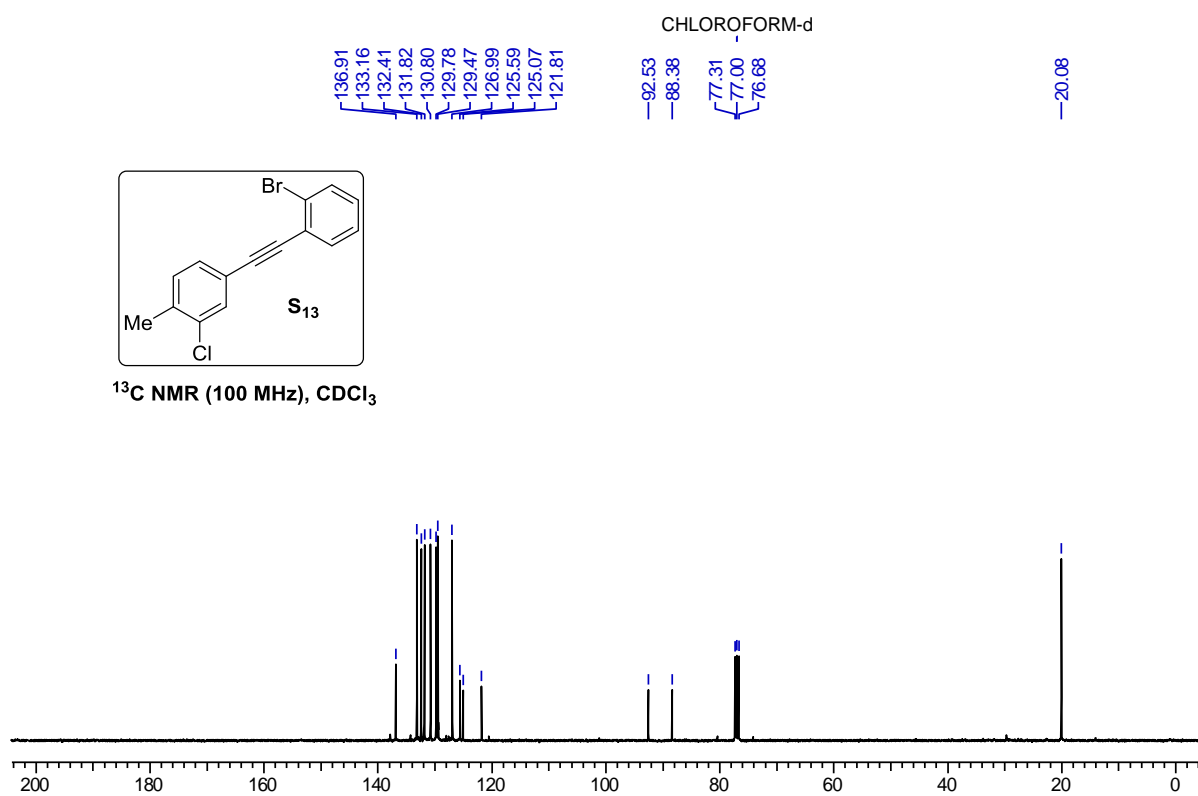 CHLOROFORM-d
136.91
133.16
132.41
131.82
130.80
129.78
129.47
126.99
125.59
125.07
121.81
92.53
88.38
77.31
77.00
76.68
20.08
Br
S13
Me
Cl
13C NMR (100 MHz), CDCl3
200 180 160 140 120 100 80 60 40 20 0